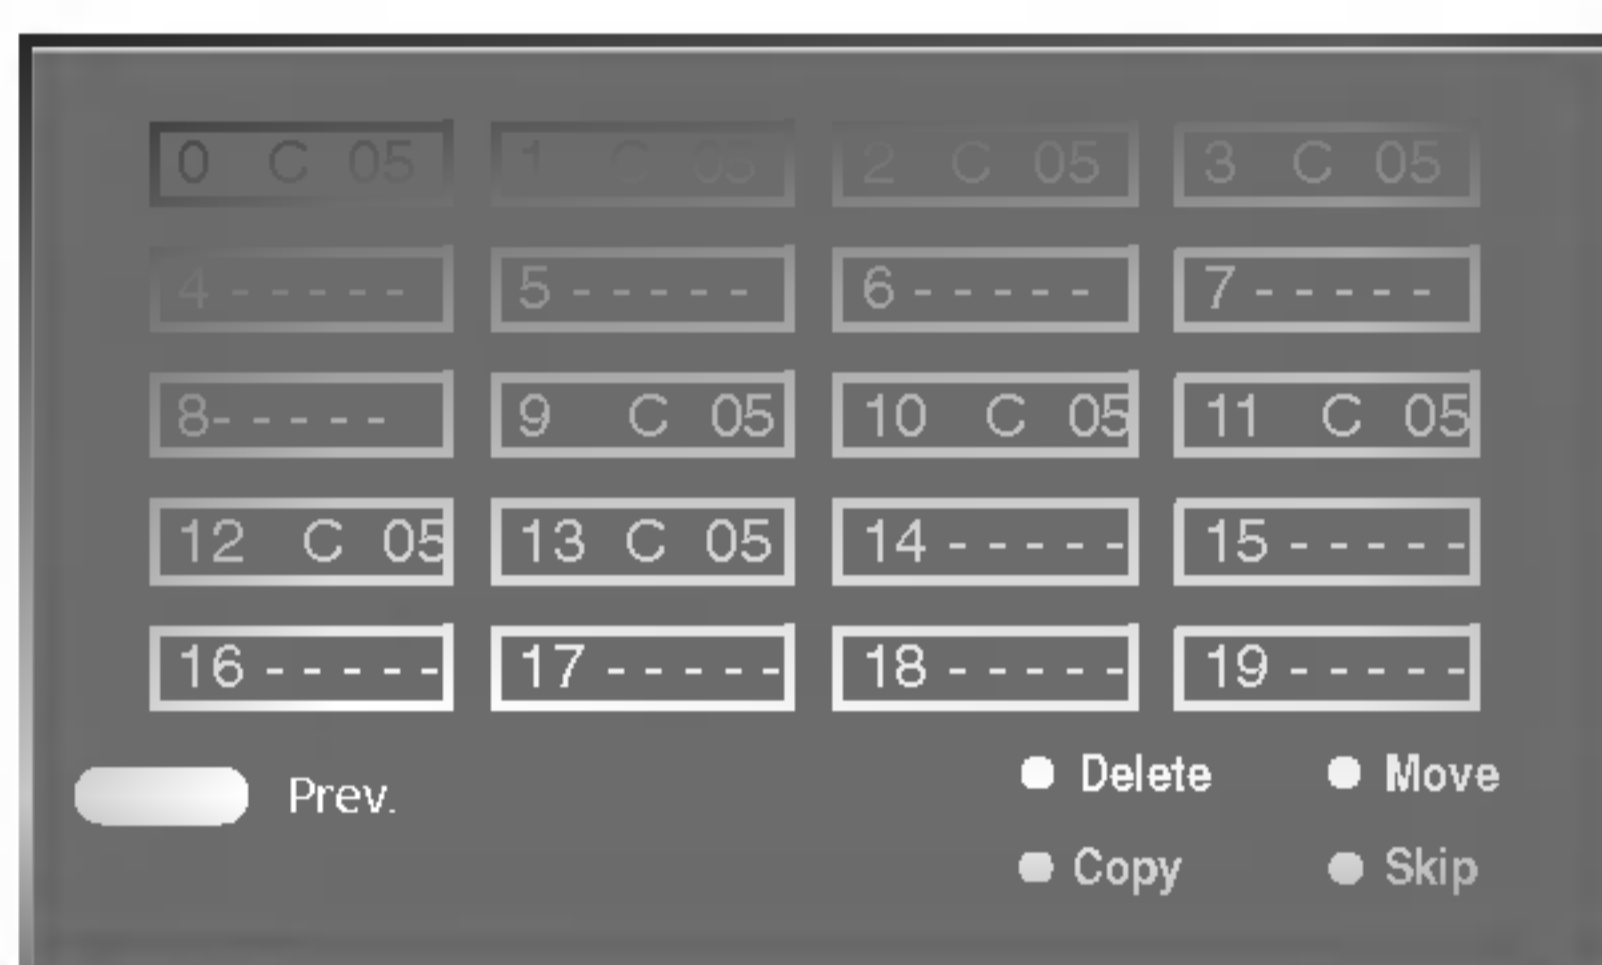 0 C 05 1 C 05 2 C 05 3 C 05
4 - - - - - 5 - - - - - 6 - - - - - 7 - - - - -
8- - - - - 9 C 05 10 C 05 11 C 05
12 C 05 13 C 05 14 - - - - - 15 - - - - -
16 - - - - - 17 - - - - - 18 - - - - - 19 - - - - -
Prev. Delete Move
Copy Skip